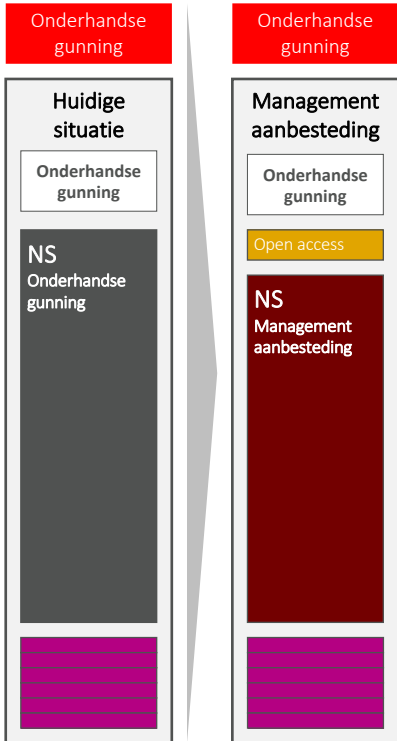 Onderhandse
gunning
Huidige
situatie
Onderhandse
gunning
NS
Onderhandse
gunning
Onderhandse
gunning
Management
aanbesteding
Onderhandse
gunning
Open access
NS
Management
aanbesteding